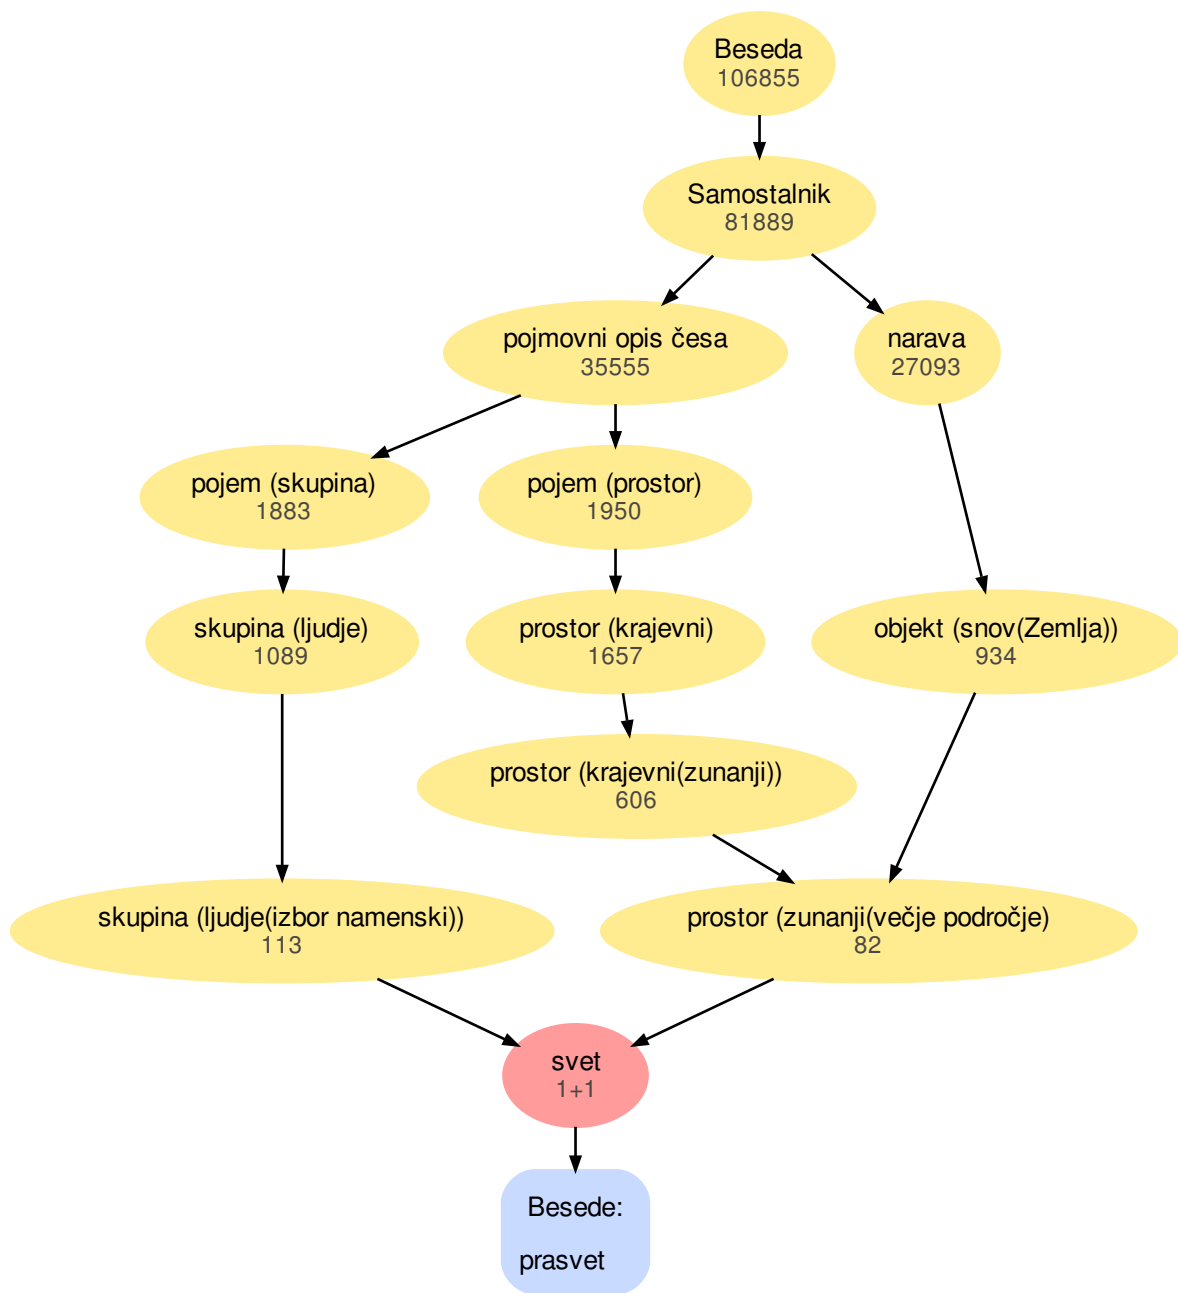 Beseda
106855
Samostalnik
81889
pojmovni opis česa
35555
narava
27093
pojem (skupina)
1883
pojem (prostor)
1950
skupina (ljudje)
1089
prostor (krajevni)
1657
objekt (snov(Zemlja))
934
prostor (krajevni(zunanji))
606
skupina (ljudje(izbor namenski))
113
prostor (zunanji(večje področje)
82
svet
1+1
Besede:
prasvet